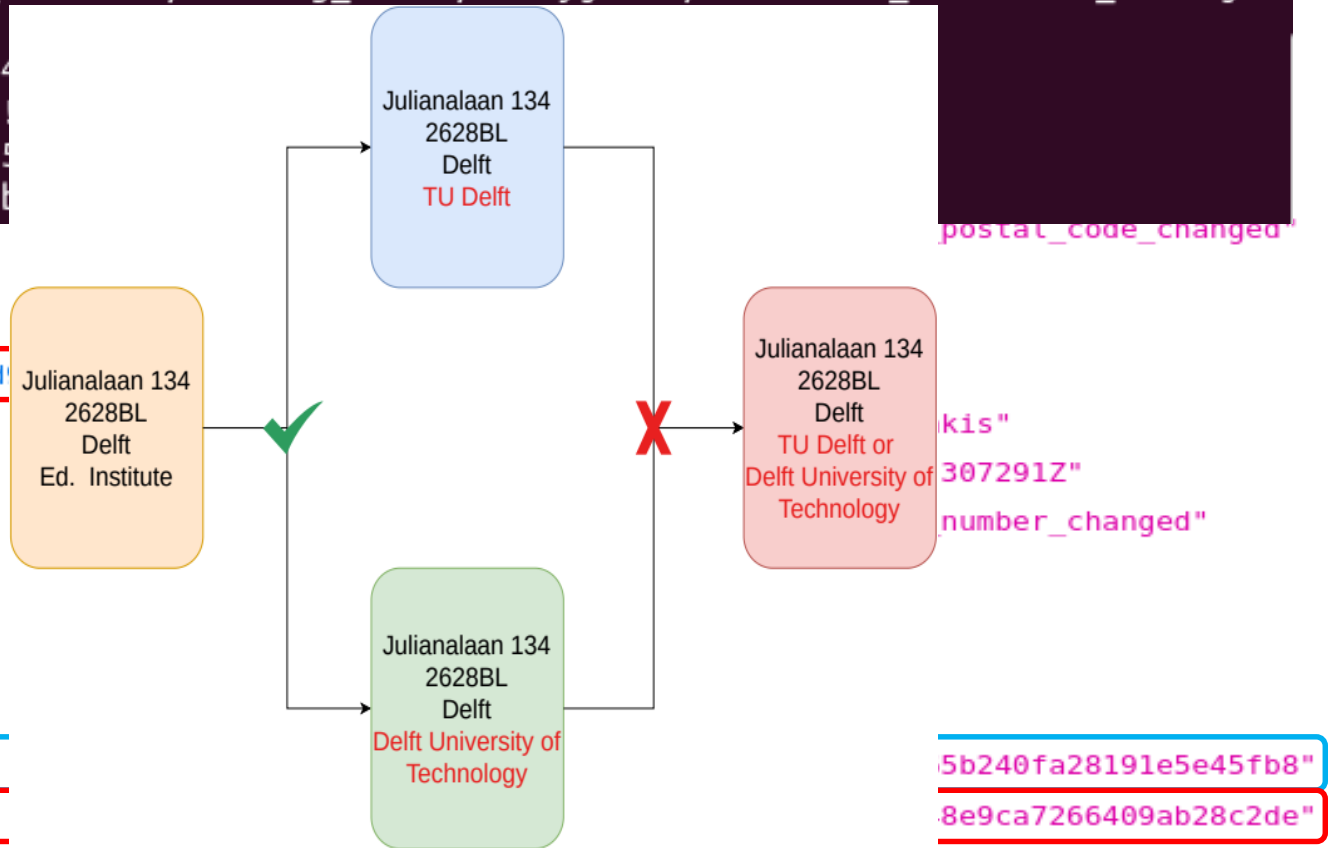 Julianalaan 134
2628BL
Delft
TU Delft
postal_code_changed"
Julianalaan 134
2628BL
Delft
Ed. Institute
Julianalaan 134
2628BL
Delft
TU Delft or
Delft University of
Technology
kis"
307291Z"
_number_changed"
Julianalaan 134
2628BL
Delft
Delft University of
Technology
5b240fa28191e5e45fb8"
8e9ca7266409ab28c2de"